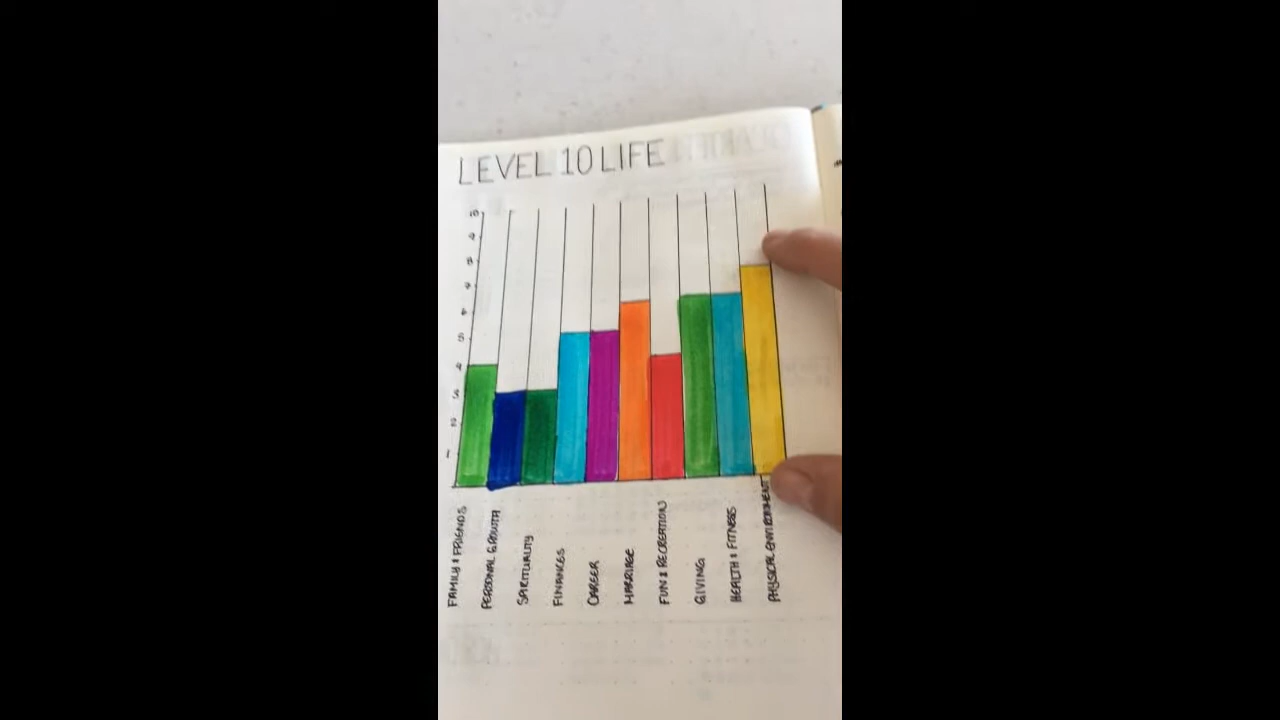 LEVEL 10 LIFE
10
9
8
7
6
5
4
3
2
1
FAMILY & FRIENDS
PERSONAL GROWTH
SPIRITUALITY
FINANCES
CAREER
MARRIAGE
FUN & RECREATION
GIVING
HEALTH & FITNESS
PHYSICAL ENVIRONMENT